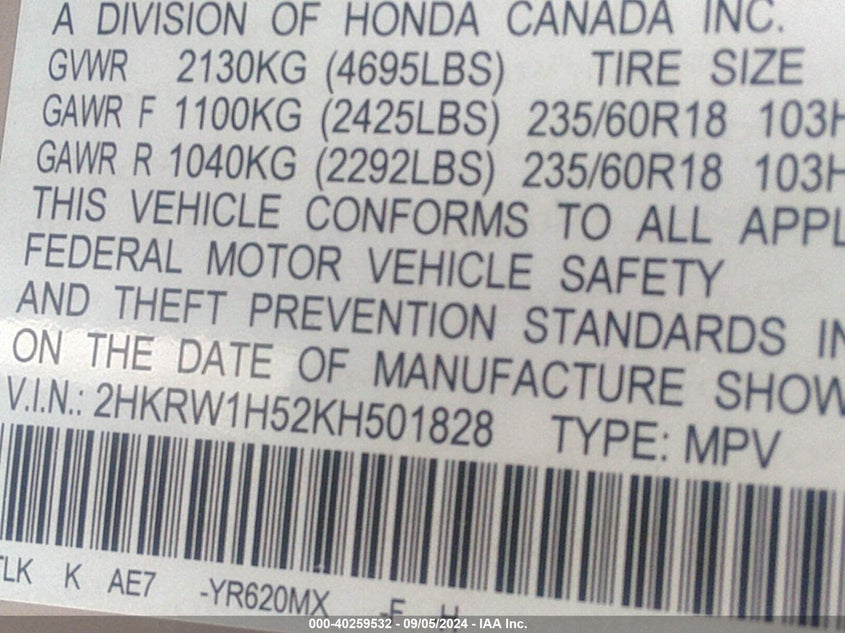 A DIVISION OF HONDA CANADA INC.
GVWR 2130KG (4695LBS) TIRE SIZE
GAWR F 1100KG (2425LBS) 235/60R18 103H
GAWR R 1040KG (2292LBS) 235/60R18 103H
THIS VEHICLE CONFORMS TO ALL APPL
FEDERAL MOTOR VEHICLE SAFETY
AND THEFT PREVENTION STANDARDS IN
ON THE DATE OF MANUFACTURE SHOW
V.I.N.: 2HKRW1H52KH501828 TYPE: MPV
TLK K AE7 -YR620MX -E H
000-40259532 - 09/05/2024 - IAA Inc.